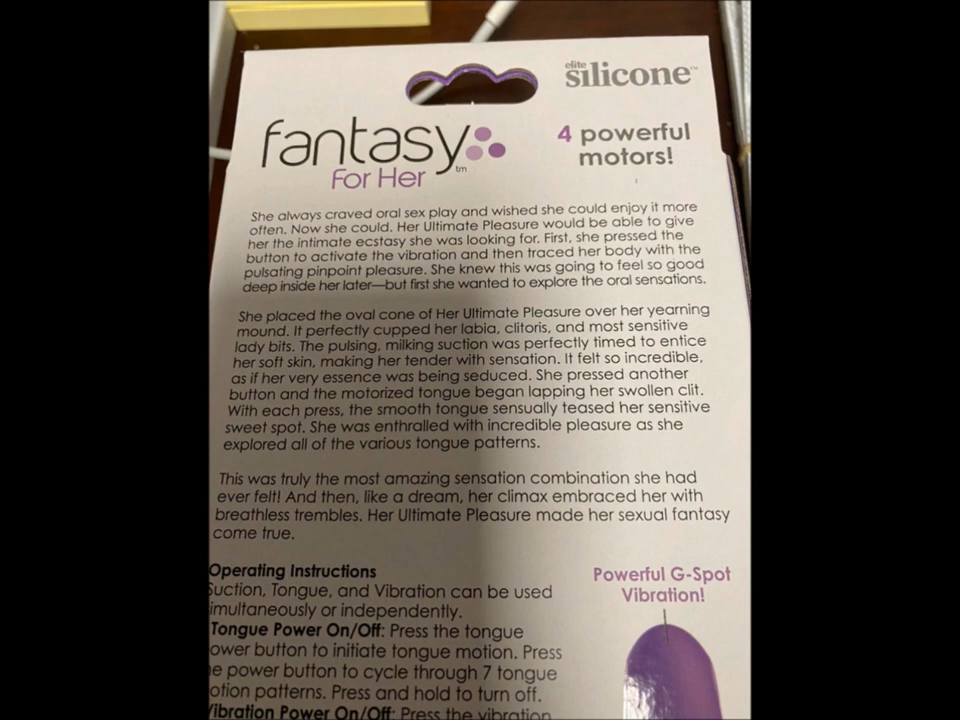 elite
silicone™
fantasy™
For Her
4 powerful
motors!
She always craved oral sex play and wished she could enjoy it more
often. Now she could. Her Ultimate Pleasure would be able to give
her the intimate ecstasy she was looking for. First, she pressed the
button to activate the vibration and then traced her body with the
pulsating pinpoint pleasure. She knew this was going to feel so good
deep inside her later—but first she wanted to explore the oral sensations.
She placed the oval cone of Her Ultimate Pleasure over her yearning
mound. It perfectly cupped her labia, clitoris, and most sensitive
lady bits. The pulsing, milking suction was perfectly timed to entice
her soft skin, making her tender with sensation. It felt so incredible,
as if her very essence was being seduced. She pressed another
button and the motorized tongue began lapping her swollen clit.
With each press, the smooth tongue sensually teased her sensitive
sweet spot. She was enthralled with incredible pleasure as she
explored all of the various tongue patterns.
This was truly the most amazing sensation combination she had
ever felt! And then, like a dream, her climax embraced her with
breathless trembles. Her Ultimate Pleasure made her sexual fantasy
come true.
Operating Instructions
Suction, Tongue, and Vibration can be used
imultaneously or independently.
Tongue Power On/Off: Press the tongue
ower button to initiate tongue motion. Press
e power button to cycle through 7 tongue
otion patterns. Press and hold to turn off.
Vibration Power On/Off: Press the vibration
Powerful G-Spot
Vibration!